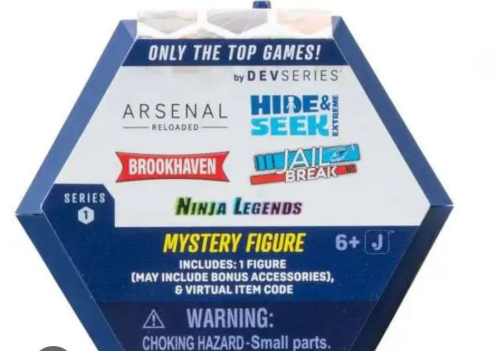 ONLY THE TOP GAMES!
by DEVSERIES
ARSENAL
RELOADED
HIDE&
SEEK
EXTREME
BROOKHAVEN
JAIL
BREAK
SERIES
1
NINJA LEGENDS
MYSTERY FIGURE
6+ J
INCLUDES: 1 FIGURE
(MAY INCLUDE BONUS ACCESSORIES),
& VIRTUAL ITEM CODE
WARNING:
CHOKING HAZARD-Small parts.